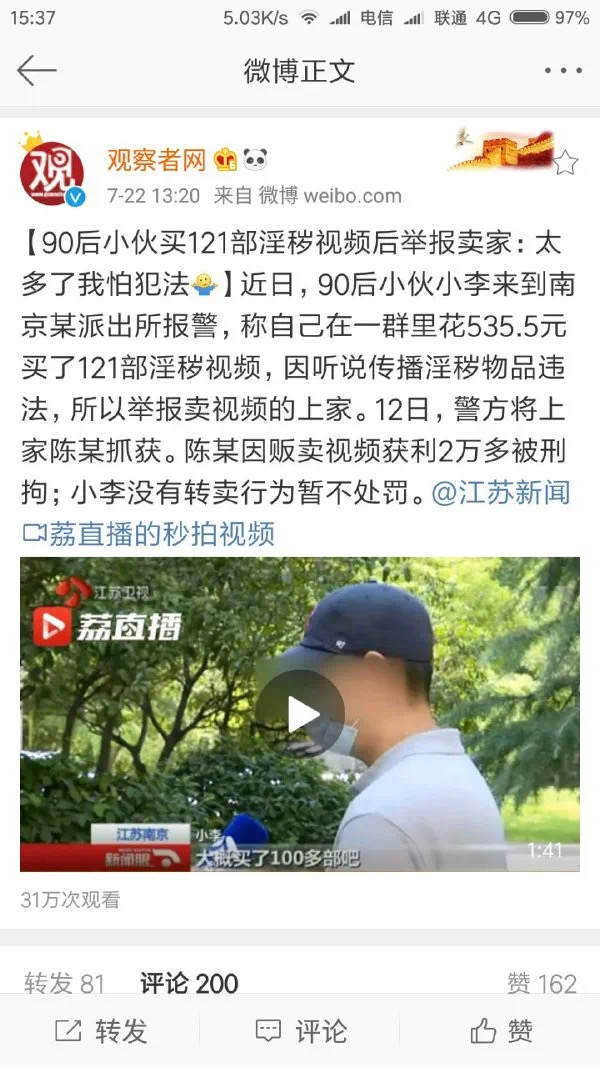 15:37 5.03K/s 电信 联通 4G 97%
微博正文
观察者网
观
7-22 13:20 来自 微博 weibo.com
【90后小伙买121部淫秽视频后举报卖家：太
多了我怕犯法🤷】近日，90后小伙小李来到南
京某派出所报警，称自己在一群里花535.5元
买了121部淫秽视频，因听说传播淫秽物品违
法，所以举报卖视频的上家。12日，警方将上
家陈某抓获。陈某因贩卖视频获利2万多被刑
拘；小李没有转卖行为暂不处罚。@江苏新闻
荔直播的秒拍视频
江苏卫视
荔直播
江苏南京
小李
新闻眼
大概买了100多部吧
1:41
31万次观看
转发 81 评论 200 赞 162
转发 评论 赞